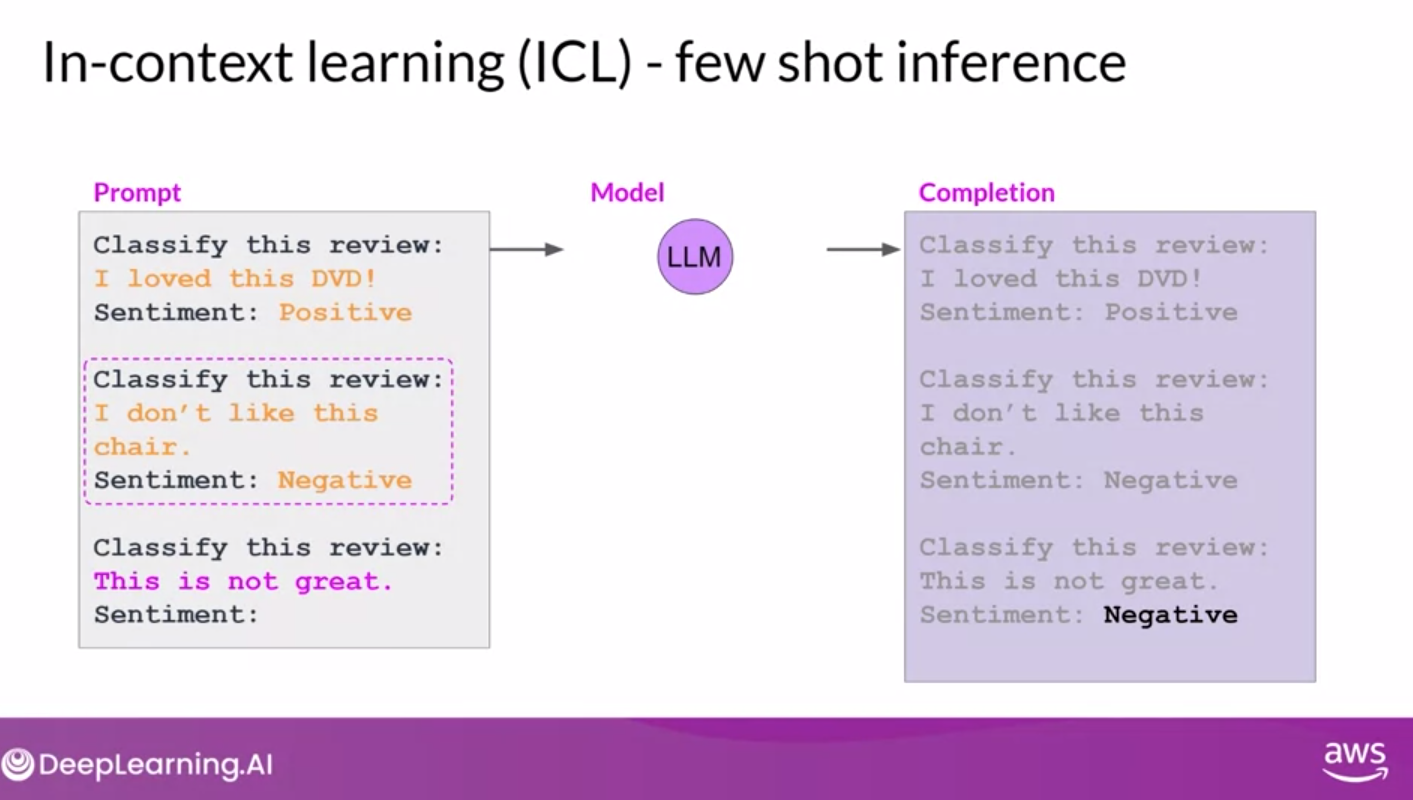 In-context learning (ICL) - few shot inference
Prompt
Classify this review:
I loved this DVD!
Sentiment: Positive
Classify this review:
I don’t like this
chair.
Sentiment: Negative
Classify this review:
This is not great.
Sentiment:
Model
LLM
Completion
Classify this review:
I loved this DVD!
Sentiment: Positive
Classify this review:
I don’t like this
chair.
Sentiment: Negative
Classify this review:
This is not great.
Sentiment: Negative
DeepLearning.AI
aws